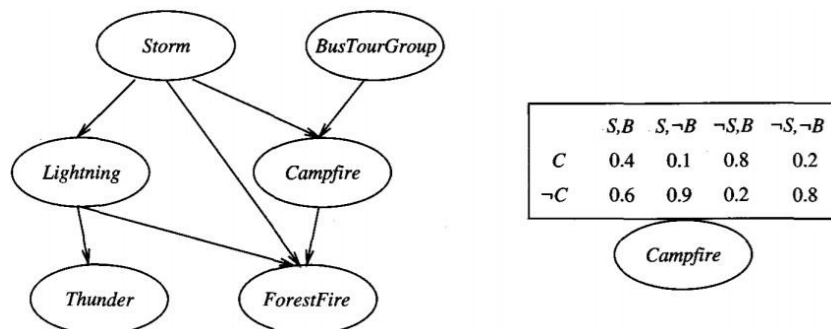 Storm
BusTourGroup
Lightning
Campfire
Thunder
ForestFire
S,B S,¬B ¬S,B ¬S,¬B
C 0.4 0.1 0.8 0.2
¬C 0.6 0.9 0.2 0.8
Campfire